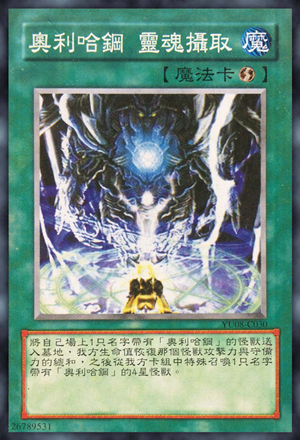 奧利哈鋼 靈魂攝取 魔
【魔法卡】
YU08-C030
將自己場上1只名字帶有「奧利哈鋼」的怪獸送
入墓地，我方生命值恢復那個怪獸攻擊力與守備
力的總和，之後從我方卡組中特殊召喚1只名字
帶有「奧利哈鋼」的4星怪獸。
26789531